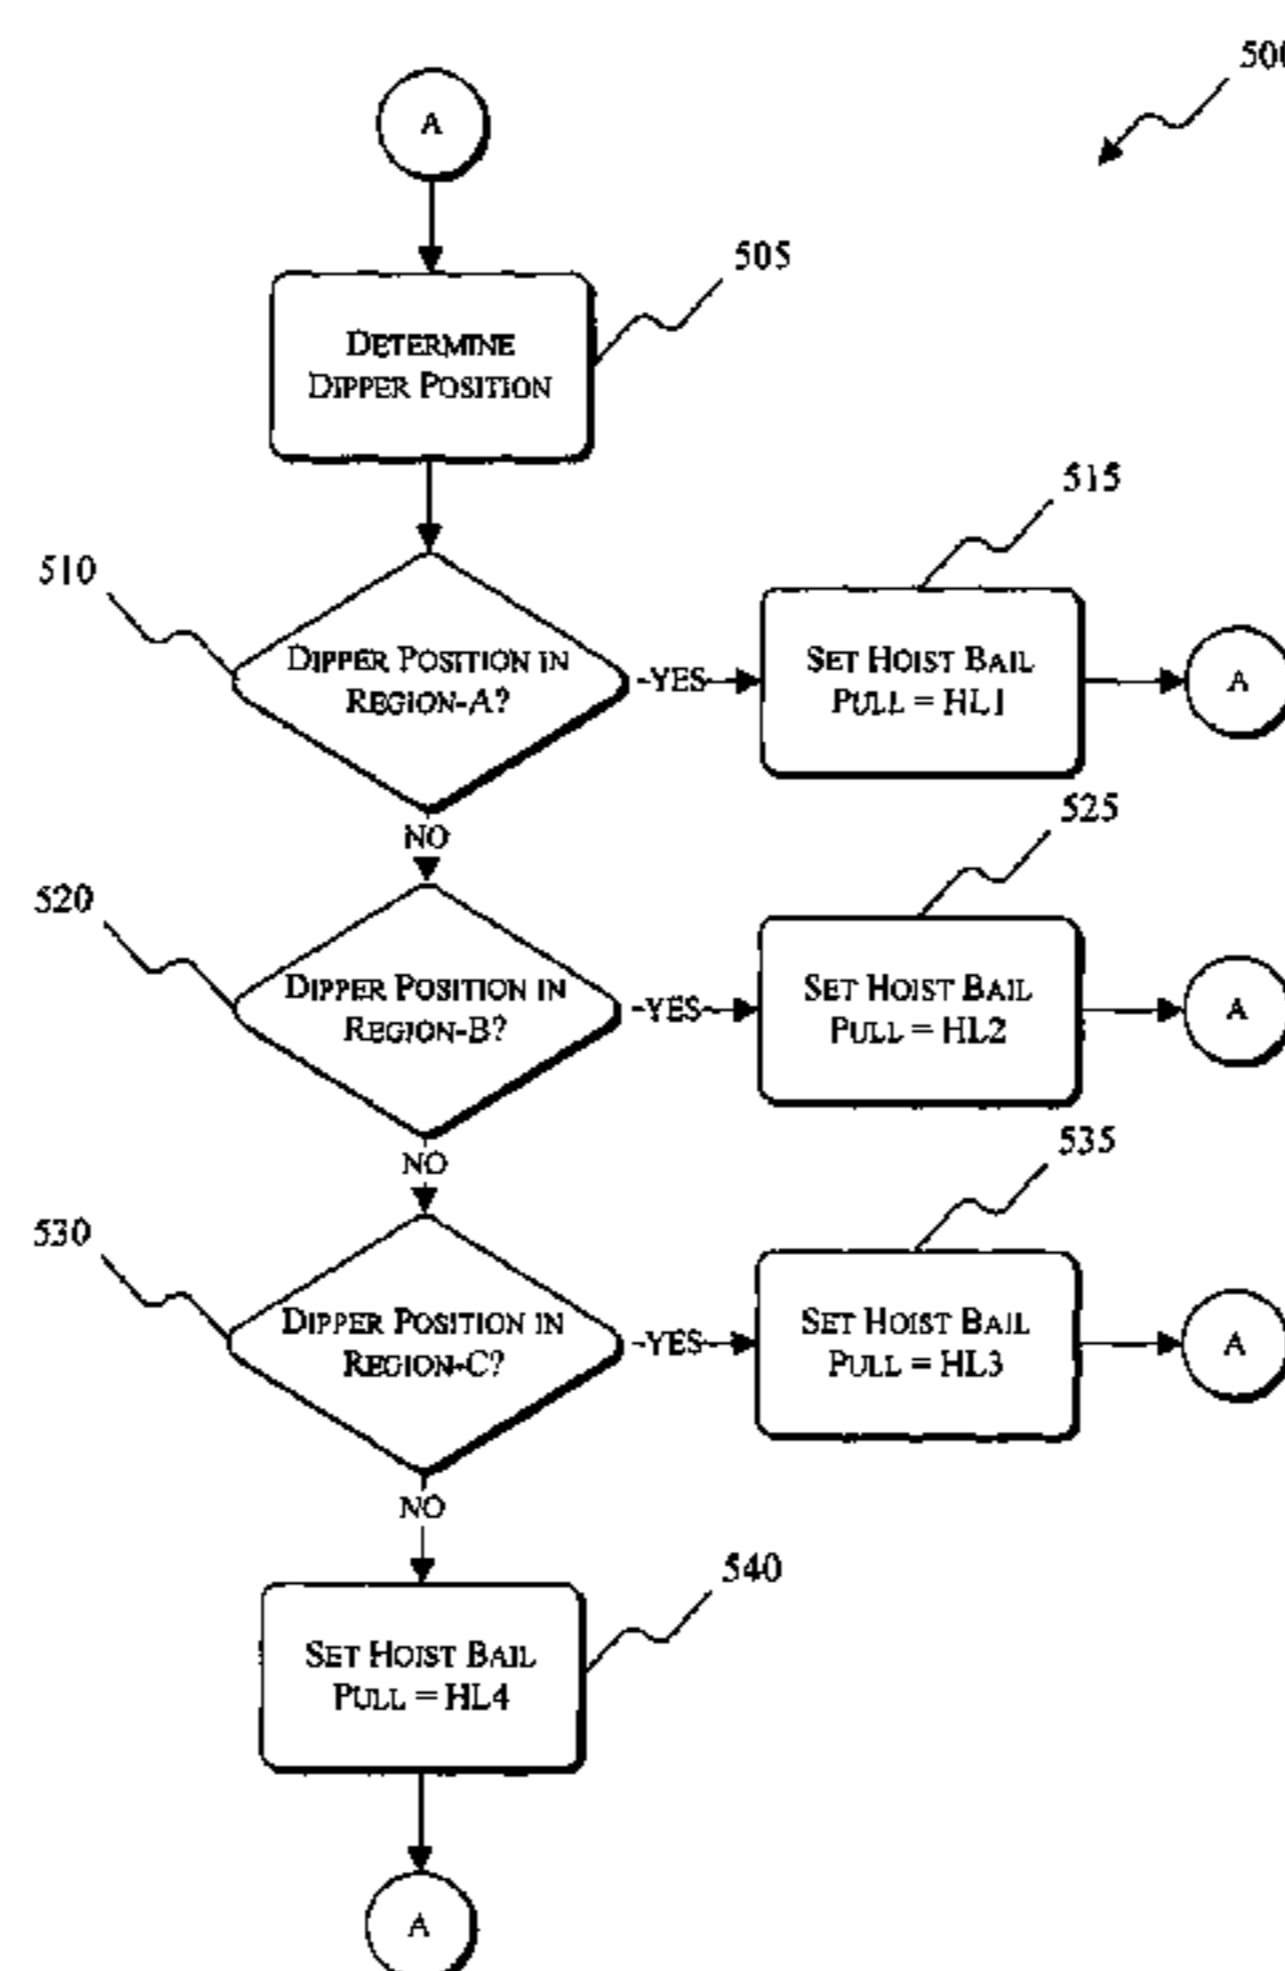 500
A
505
DETERMINE
DIPPER POSITION
515
510
DIPPER POSITION IN
REGION-A?
YES
SET HOIST BAIL
PULL = HL1
A
NO
525
520
DIPPER POSITION IN
REGION-B?
YES
SET HOIST BAIL
PULL = HL2
A
NO
535
530
DIPPER POSITION IN
REGION-C?
YES
SET HOIST BAIL
PULL = HL3
A
NO
540
SET HOIST BAIL
PULL = HL4
A